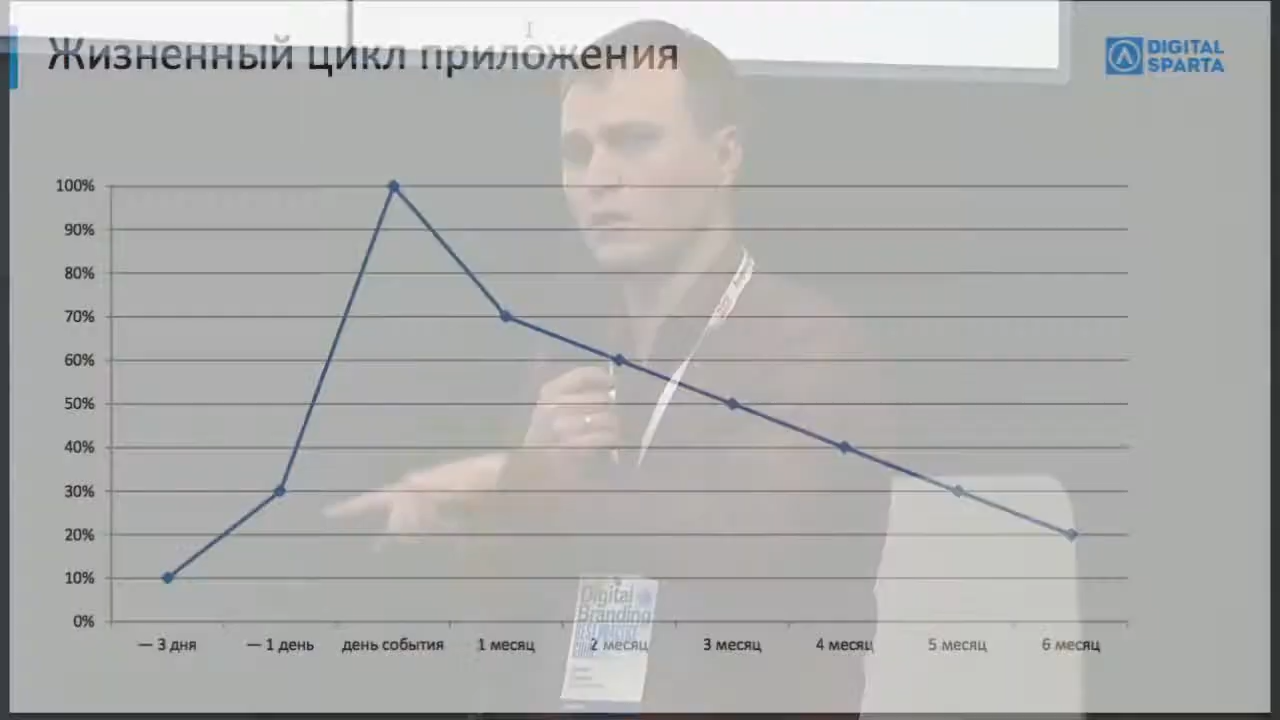 Жизненный цикл приложения
DIGITAL
SPARTA
100%
90%
80%
70%
60%
50%
40%
30%
20%
10%
0%
— 3 дня
— 1 день
день события
1 месяц
2 месяц
3 месяц
4 месяц
5 месяц
6 месяц
Digital
Branding